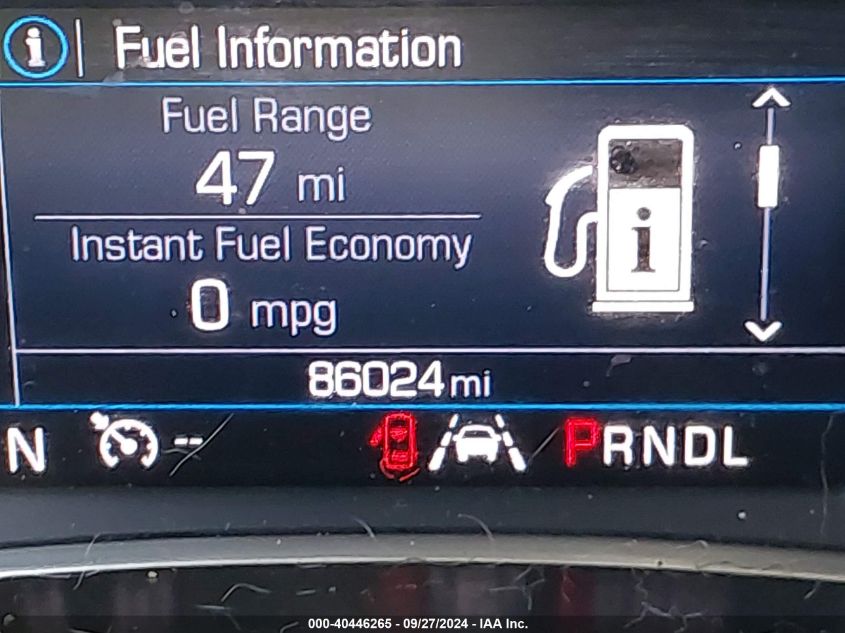 i Fuel Information
Fuel Range
47 mi
Instant Fuel Economy
0 mpg
i
86024 mi
N -- PRNDL
000-40446265 - 09/27/2024 - IAA Inc.